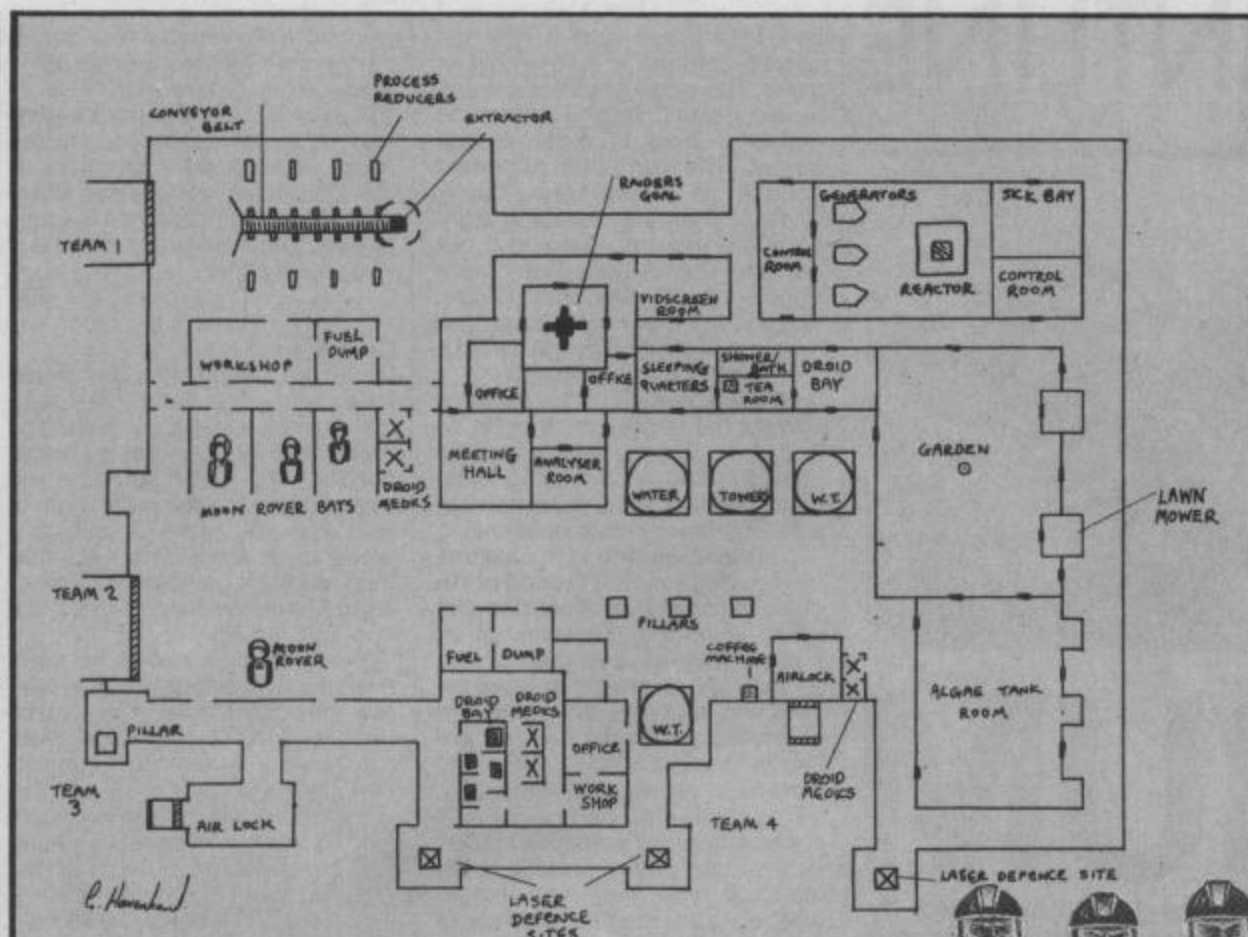 PROCESS
REDUCERS
CONVEYOR
BELT
EXTRACTOR
RAIDERS
GOAL
GENERATORS
SICK BAY
TEAM 1
CONTROL
ROOM
REACTOR
CONTROL
ROOM
VIDSCREEN
ROOM
WORKSHOP
FUEL
DUMP
OFFICE
OFFICE
SLEEPING
QUARTERS
SHOWER/
BATH
TEA
ROOM
DROID
BAY
GARDEN
MEETING
HALL
ANALYSER
ROOM
WATER
TOWER
W.T.
MOON ROVER BAYS
DROID
MEDKS
LAWN
MOWER
TEAM 2
PILLARS
MOON
ROVER
FUEL
DUMP
COFFEE
MACHINE
AIRLOCK
ALGAE TANK
ROOM
DROID
BAY
DROID
MEDKS
W.T.
PILLAR
OFFICE
DROID
MEDICS
TEAM
3
WORK
SHOP
AIR LOCK
TEAM 4
LASER
DEFENCE
SITES
LASER DEFENCE SITE